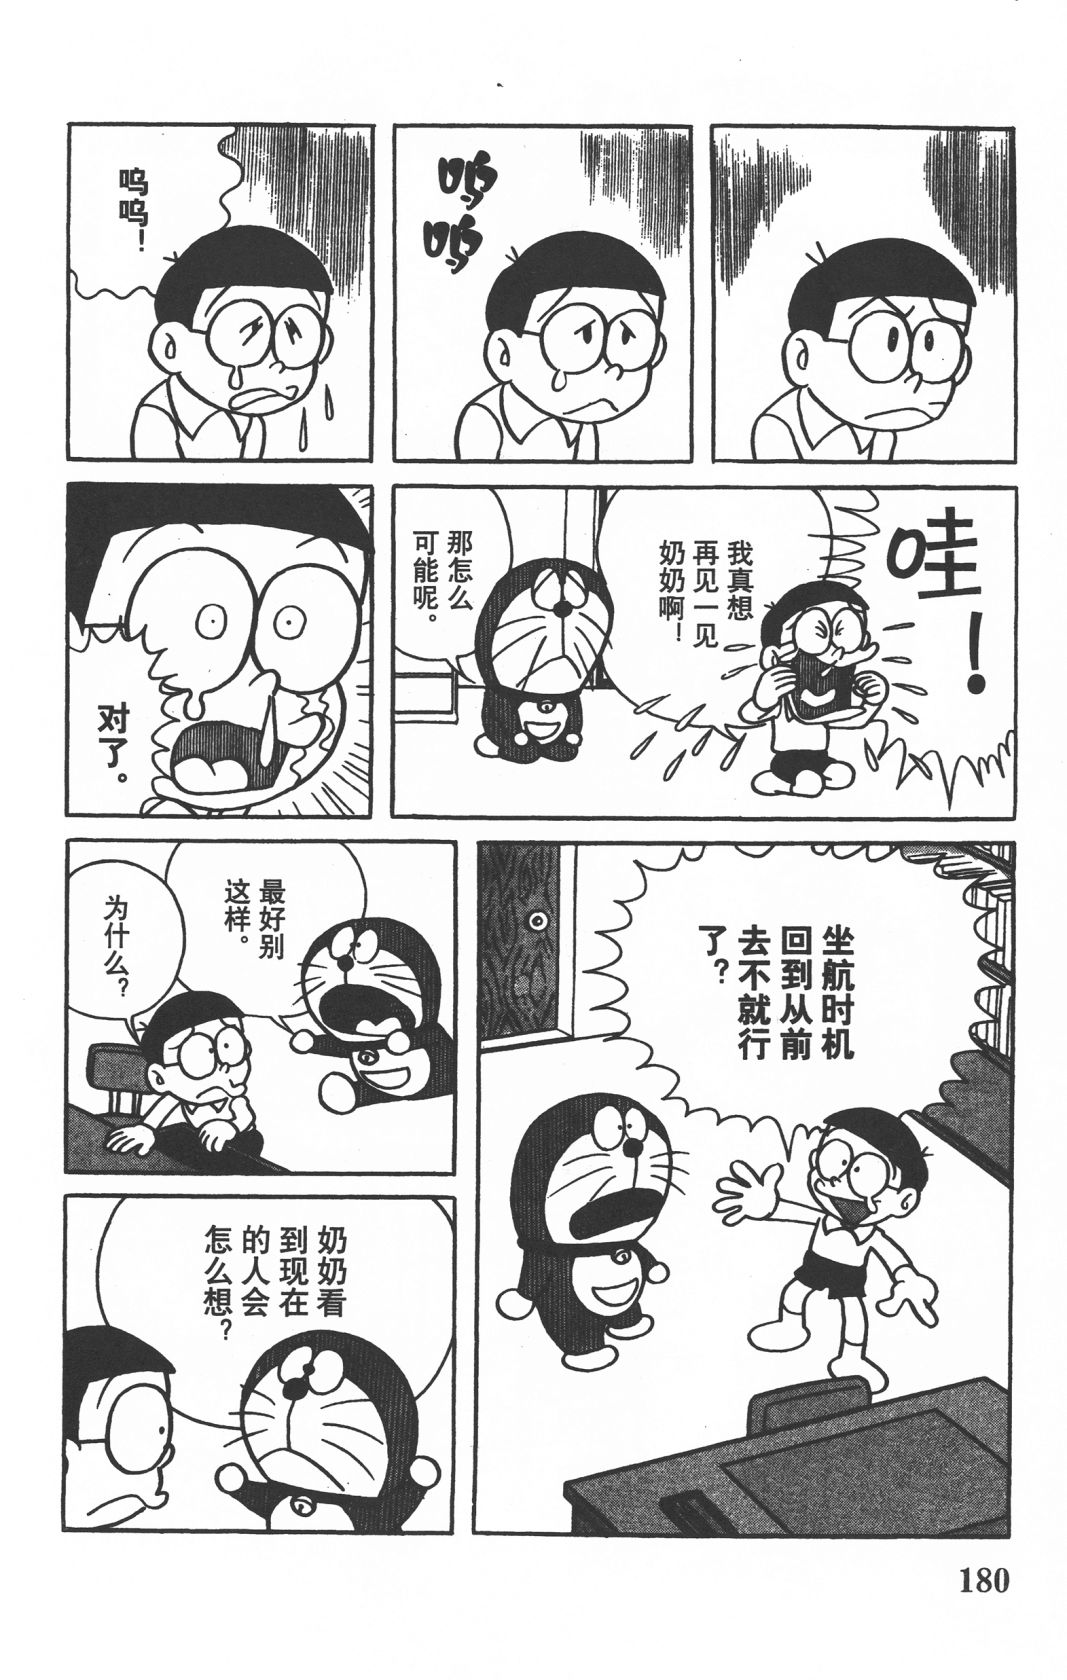 呜
呜
呜
呜！
哇！
我真想
再见一见
奶奶啊！
那怎么
可能呢。
对了。
坐航时机
回到从前
去不就行
了？
最好别
这样。
为什么？
奶奶看
到现在
的人会
怎么想？
180